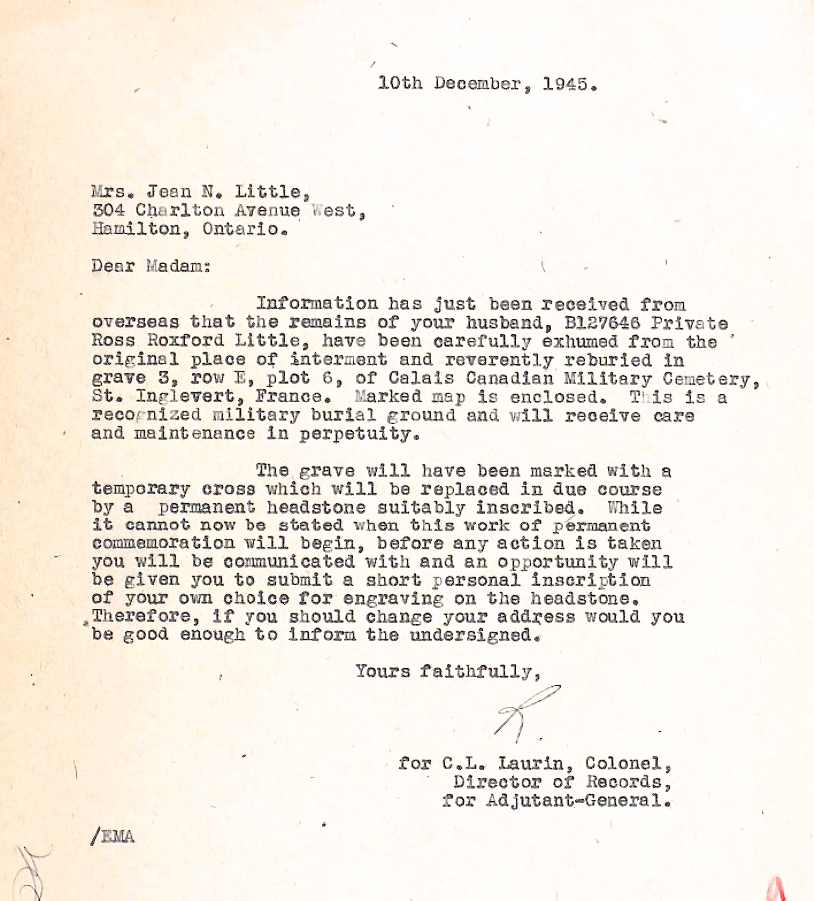 10th December, 1945.
Mrs. Jean N. Little,
304 Charlton Avenue West,
Hamilton, Ontario.
Dear Madam:
Information has just been received from
overseas that the remains of your husband, B127646 Private
Ross Roxford Little, have been carefully exhumed from the
original place of interment and reverently reburied in
grave 3, row E, plot 6, of Calais Canadian Military Cemetery,
St. Inglevert, France. Marked map is enclosed. This is a
recognized military burial ground and will receive care
and maintenance in perpetuity.
The grave will have been marked with a
temporary cross which will be replaced in due course
by a permanent headstone suitably inscribed. While
it cannot now be stated when this work of permanent
commemoration will begin, before any action is taken
you will be communicated with and an opportunity will
be given you to submit a short personal inscription
of your own choice for engraving on the headstone.
Therefore, if you should change your address would you
be good enough to inform the undersigned.
Yours faithfully,
R.
for C.L. Laurin, Colonel,
Director of Records,
for Adjutant-General.
/EMA